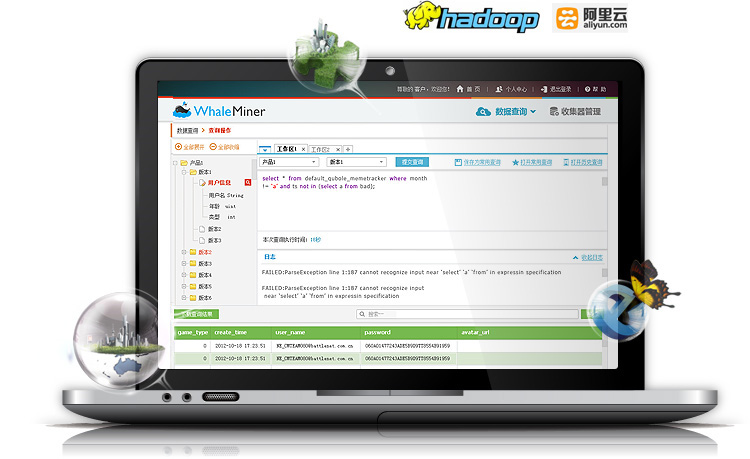 hadoop
阿里云
aliyun.com
尊敬的 客户，欢迎您! 首 页 个人中心 退出登录 帮 助
WhaleMiner
数据查询 收集器管理
数据查询 > 查询操作
全部展开 全部收缩
工作区1 × 工作区2 × +
产品1
版本1
用户信息
用户名 String
年龄 uint
类型 int
版本2
版本3
版本2
版本3
版本4
版本5
版本6
产品1 版本1 提交查询 保存为常用查询 打开常用查询 打开历史查询
select * from default_qubole_memetracker where month
!= "a" and ts not in (select a from bad);
本次查询执行时间：10秒
日志 收起日志
FAILED:ParseException line 1:187 cannot recognize input near 'select' 'a' 'from' in expressin specification
FAILED:ParseException line 1:187 cannot recognize input
near 'select' 'a' 'from' in expressin specification
查询结果 搜索一
game_type create_time user_name password avatar_url
0 2012-10-18 17.23.51
0 2012-10-18 17.23.51